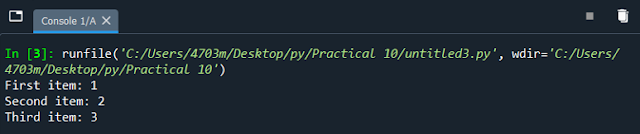 Console 1/A
In [3]: runfile('C:/Users/4703m/Desktop/py/Practical 10/untitled3.py', wdir='C:/Users/
4703m/Desktop/py/Practical 10')
First item: 1
Second item: 2
Third item: 3